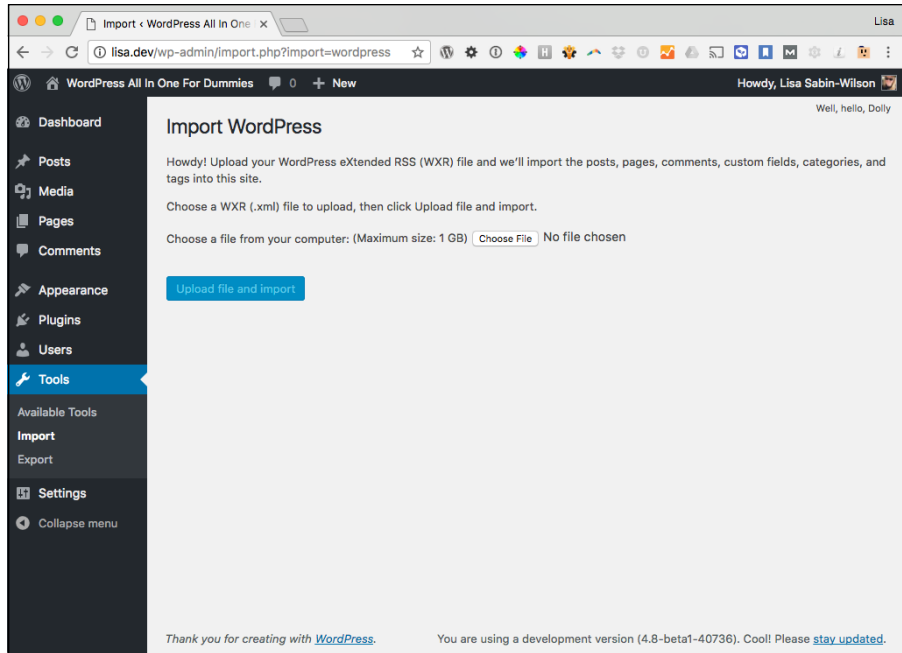 Import ‹ WordPress All In One
Lisa
lisa.dev/wp-admin/import.php?import=wordpress
WordPress All In One For Dummies 0 + New Howdy, Lisa Sabin-Wilson
Well, hello, Dolly
Dashboard
Posts
Media
Pages
Comments
Appearance
Plugins
Users
Tools
Available Tools
Import
Export
Settings
Collapse menu
Import WordPress
Howdy! Upload your WordPress eXtended RSS (WXR) file and we’ll import the posts, pages, comments, custom fields, categories, and
tags into this site.
Choose a WXR (.xml) file to upload, then click Upload file and import.
Choose a file from your computer: (Maximum size: 1 GB) Choose File No file chosen
Upload file and import
Thank you for creating with WordPress. You are using a development version (4.8-beta1-40736). Cool! Please stay updated.